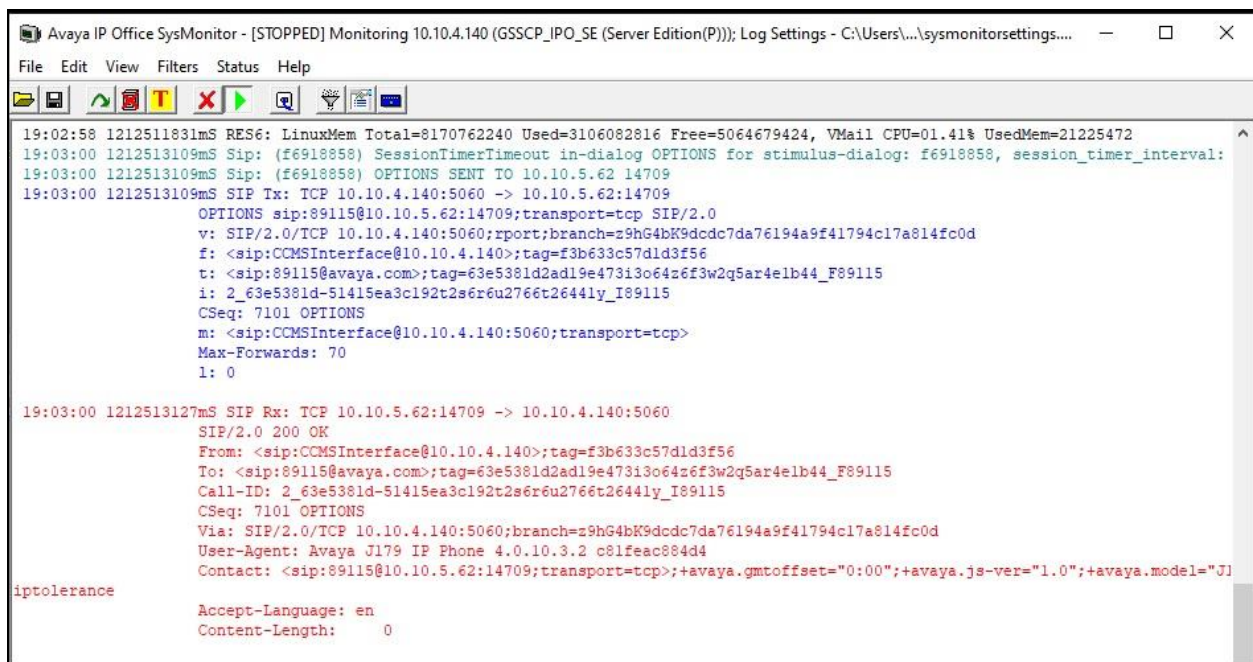 Avaya IP Office SysMonitor - [STOPPED] Monitoring 10.10.4.140 (GSSCP_IPO_SE (Server Edition(P))); Log Settings - C:\Users\...\sysmonitorsettings....
File Edit View Filters Status Help
T
19:02:58 1212511831mS RES6: LinuxMem Total=8170762240 Used=3106082816 Free=5064679424, VMail CPU=01.41% UsedMem=21225472
19:03:00 1212513109mS Sip: (f6918858) SessionTimerTimeout in-dialog OPTIONS for stimulus-dialog: f6918858, session_timer_interval:
19:03:00 1212513109mS Sip: (f6918858) OPTIONS SENT TO 10.10.5.62 14709
19:03:00 1212513109mS SIP Tx: TCP 10.10.4.140:5060 -> 10.10.5.62:14709
OPTIONS sip:89115@10.10.5.62:14709;transport=tcp SIP/2.0
v: SIP/2.0/TCP 10.10.4.140:5060;rport;branch=z9hG4bK9dcdc7da76194a9f41794c17a814fc0d
f: <sip:CCMSInterface@10.10.4.140>;tag=f3b633c57d1d3f56
t: <sip:89115@avaya.com>;tag=63e5381d2ad19e473i3o64z6f3w2q5ar4e1b44_F89115
i: 2_63e5381d-51415ea3c192t2s6r6u2766t26441y_I89115
CSeq: 7101 OPTIONS
m: <sip:CCMSInterface@10.10.4.140:5060;transport=tcp>
Max-Forwards: 70
l: 0
19:03:00 1212513127mS SIP Rx: TCP 10.10.5.62:14709 -> 10.10.4.140:5060
SIP/2.0 200 OK
From: <sip:CCMSInterface@10.10.4.140>;tag=f3b633c57d1d3f56
To: <sip:89115@avaya.com>;tag=63e5381d2ad19e473i3o64z6f3w2q5ar4e1b44_F89115
Call-ID: 2_63e5381d-51415ea3c192t2s6r6u2766t26441y_I89115
CSeq: 7101 OPTIONS
Via: SIP/2.0/TCP 10.10.4.140:5060;branch=z9hG4bK9dcdc7da76194a9f41794c17a814fc0d
User-Agent: Avaya J179 IP Phone 4.0.10.3.2 c81feac884d4
Contact: <sip:89115@10.10.5.62:14709;transport=tcp>;+avaya.gmtoffset="0:00";+avaya.js-ver="1.0";+avaya.model="J1
iptolerance
Accept-Language: en
Content-Length: 0